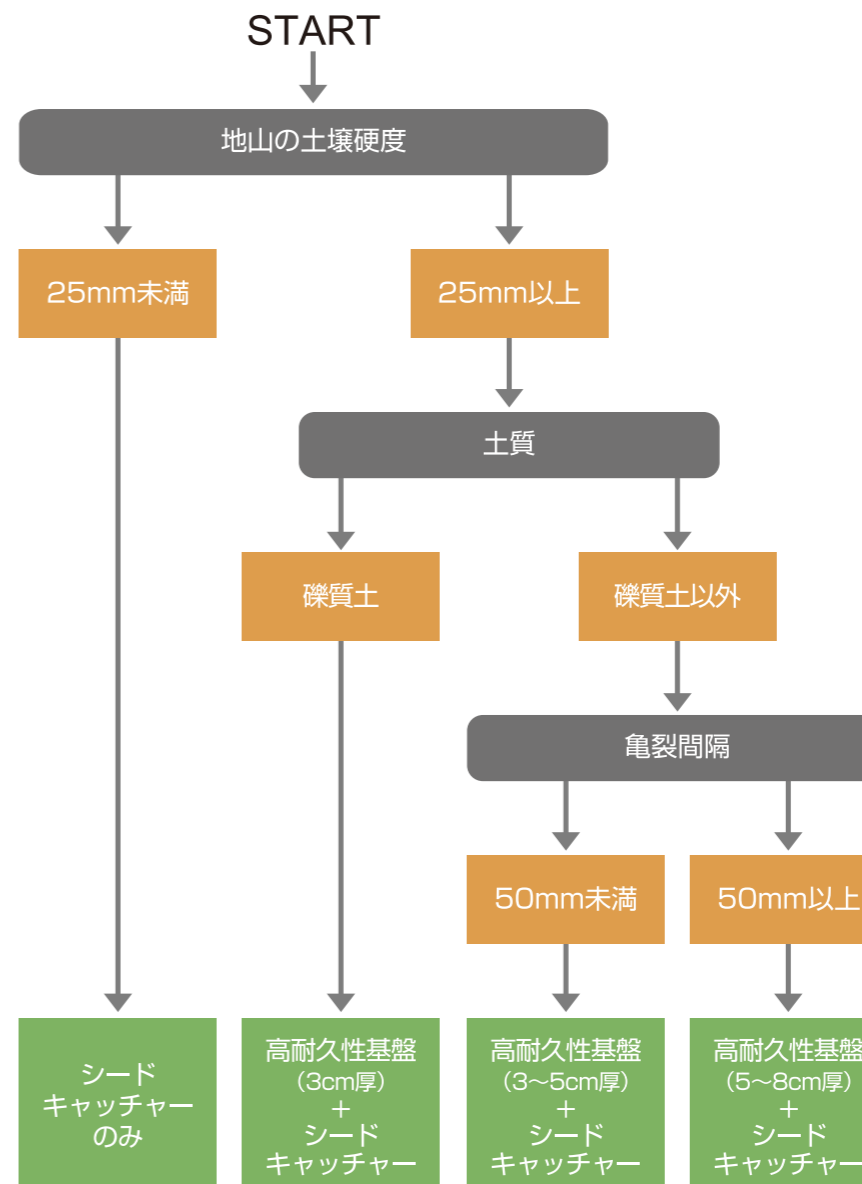 START
地山の土壌硬度
25mm未満
25mm以上
土質
礫質土
礫質土以外
亀裂間隔
50mm未満
50mm以上
シード
キャッチャー
のみ
高耐久性基盤
（3cm厚）
＋
シード
キャッチャー
高耐久性基盤
（3～5cm厚）
＋
シード
キャッチャー
高耐久性基盤
（5～8cm厚）
＋
シード
キャッチャー